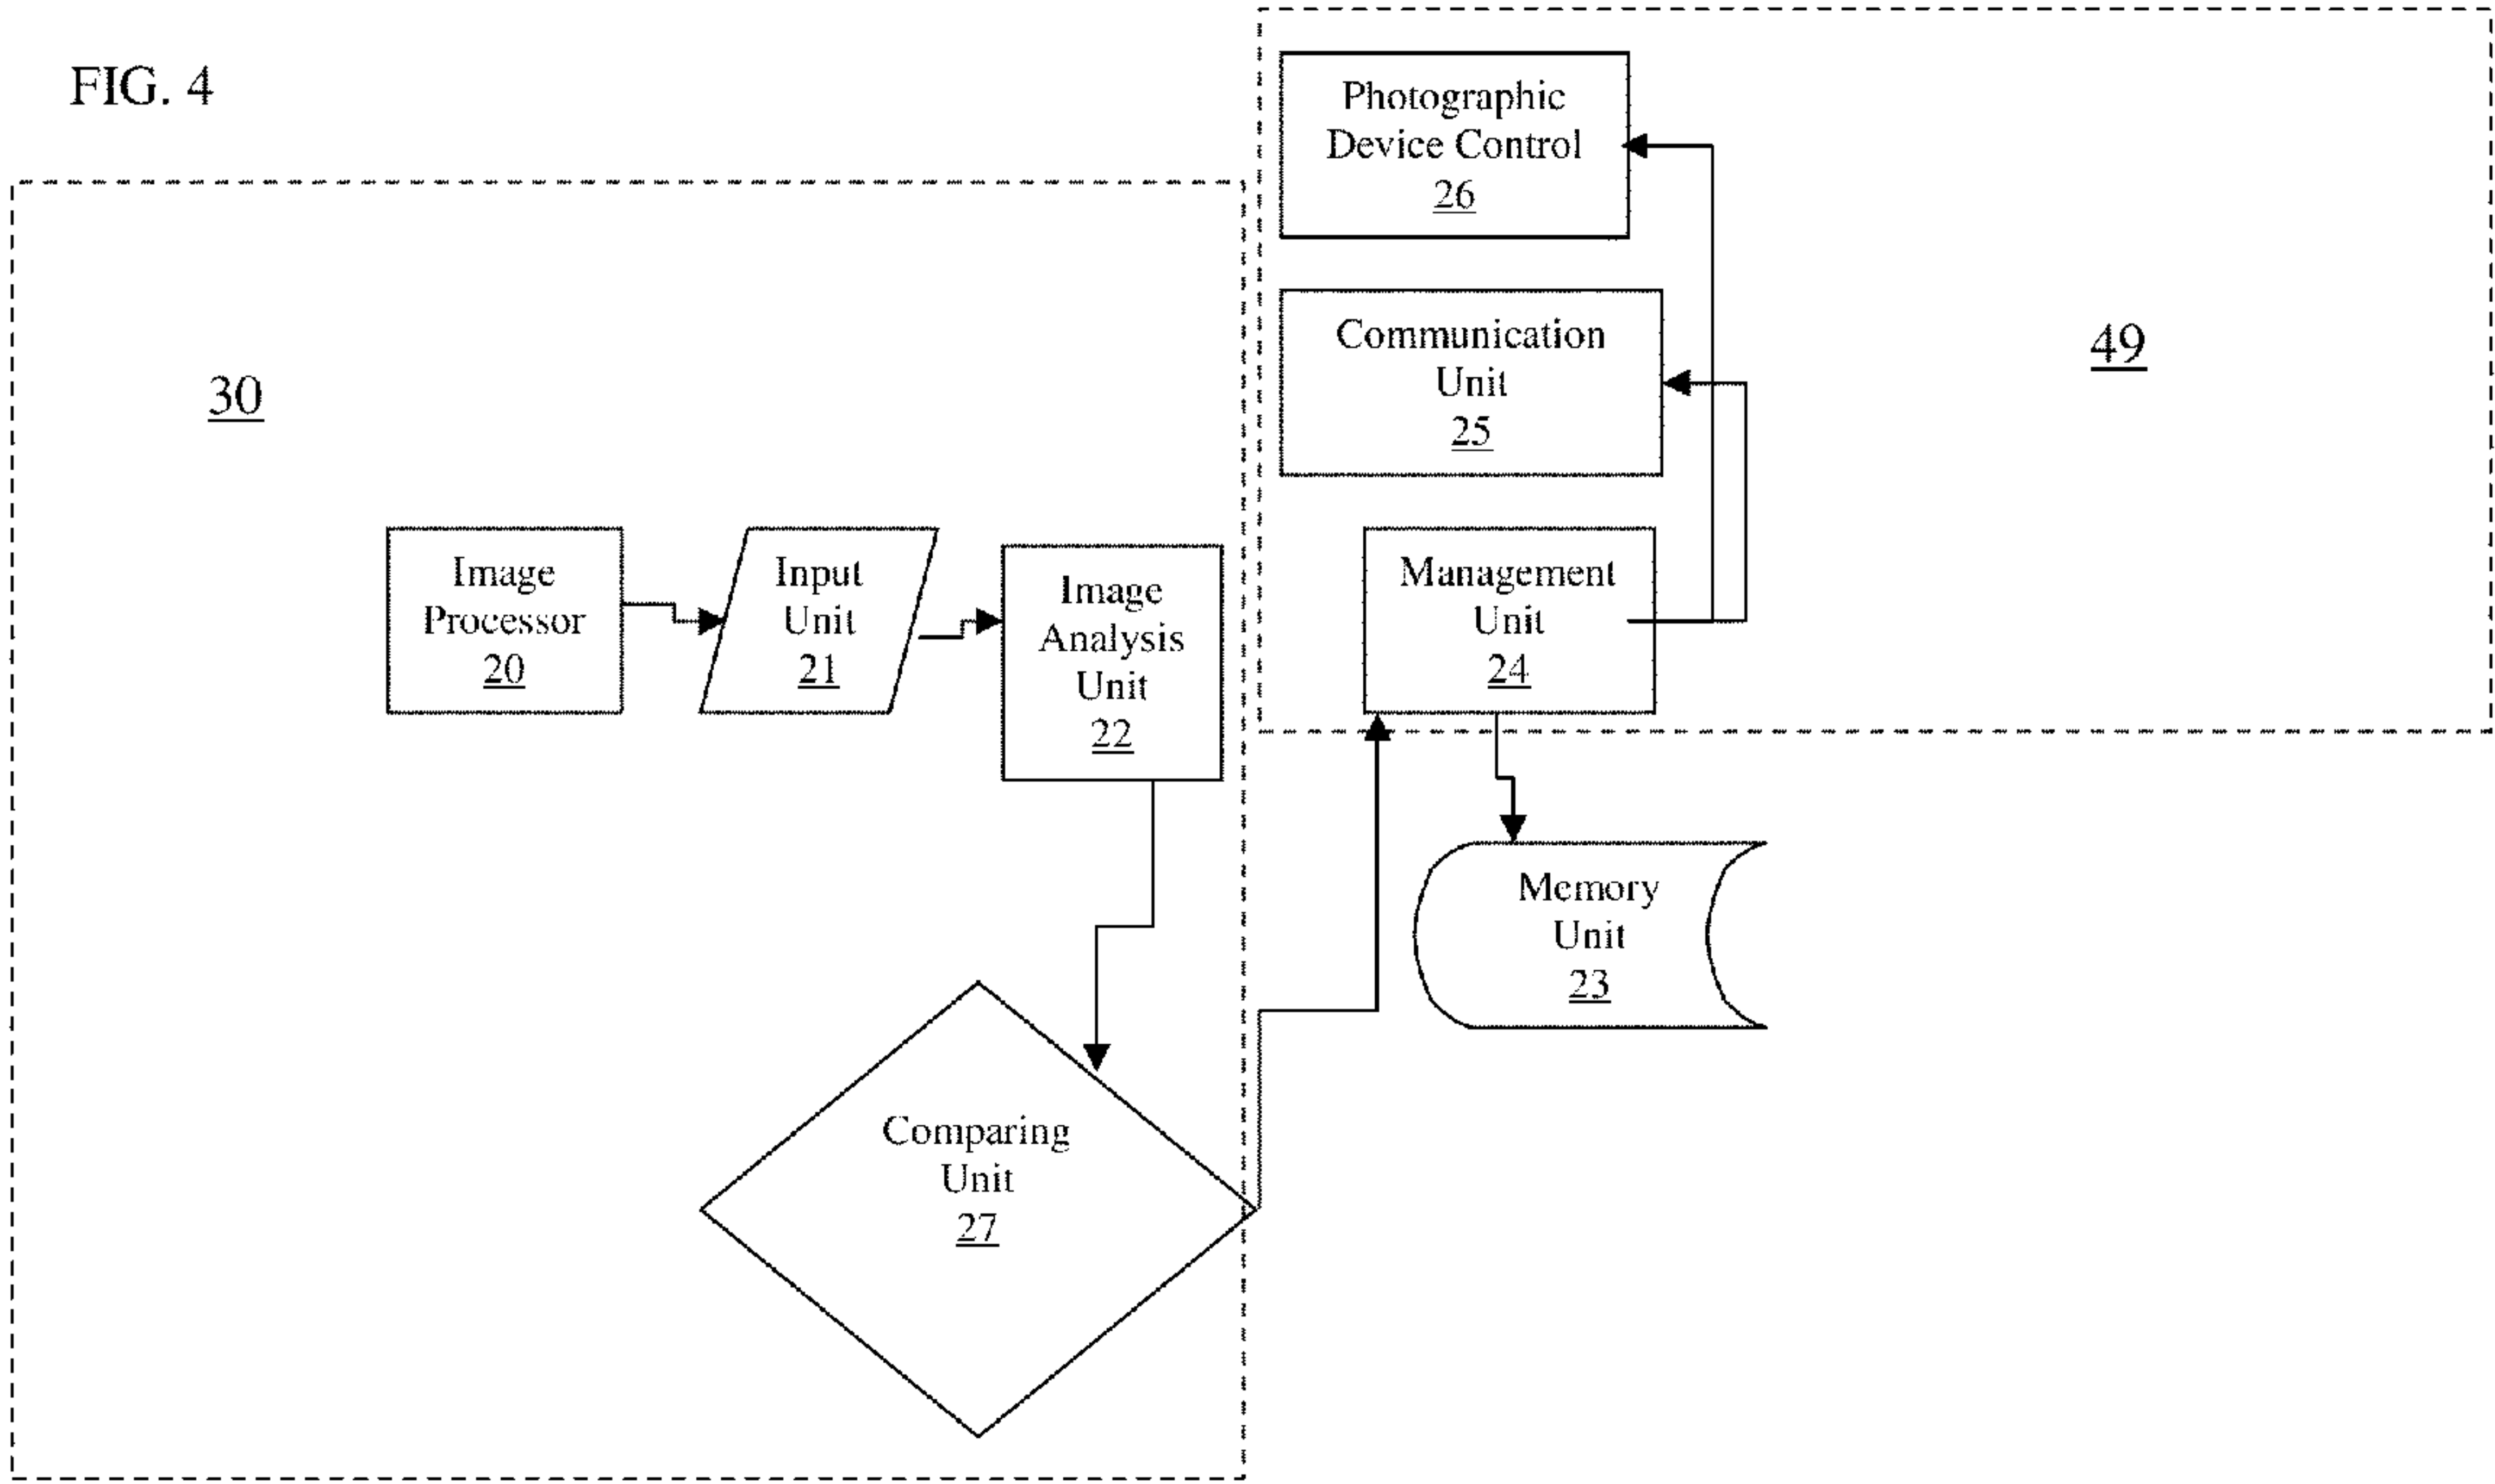 FIG. 4
Photographic
Device Control
26
Communication
Unit
25
49
30
Image
Processor
20
Input
Unit
21
Image
Analysis
Unit
22
Management
Unit
24
Memory
Unit
23
Comparing
Unit
27